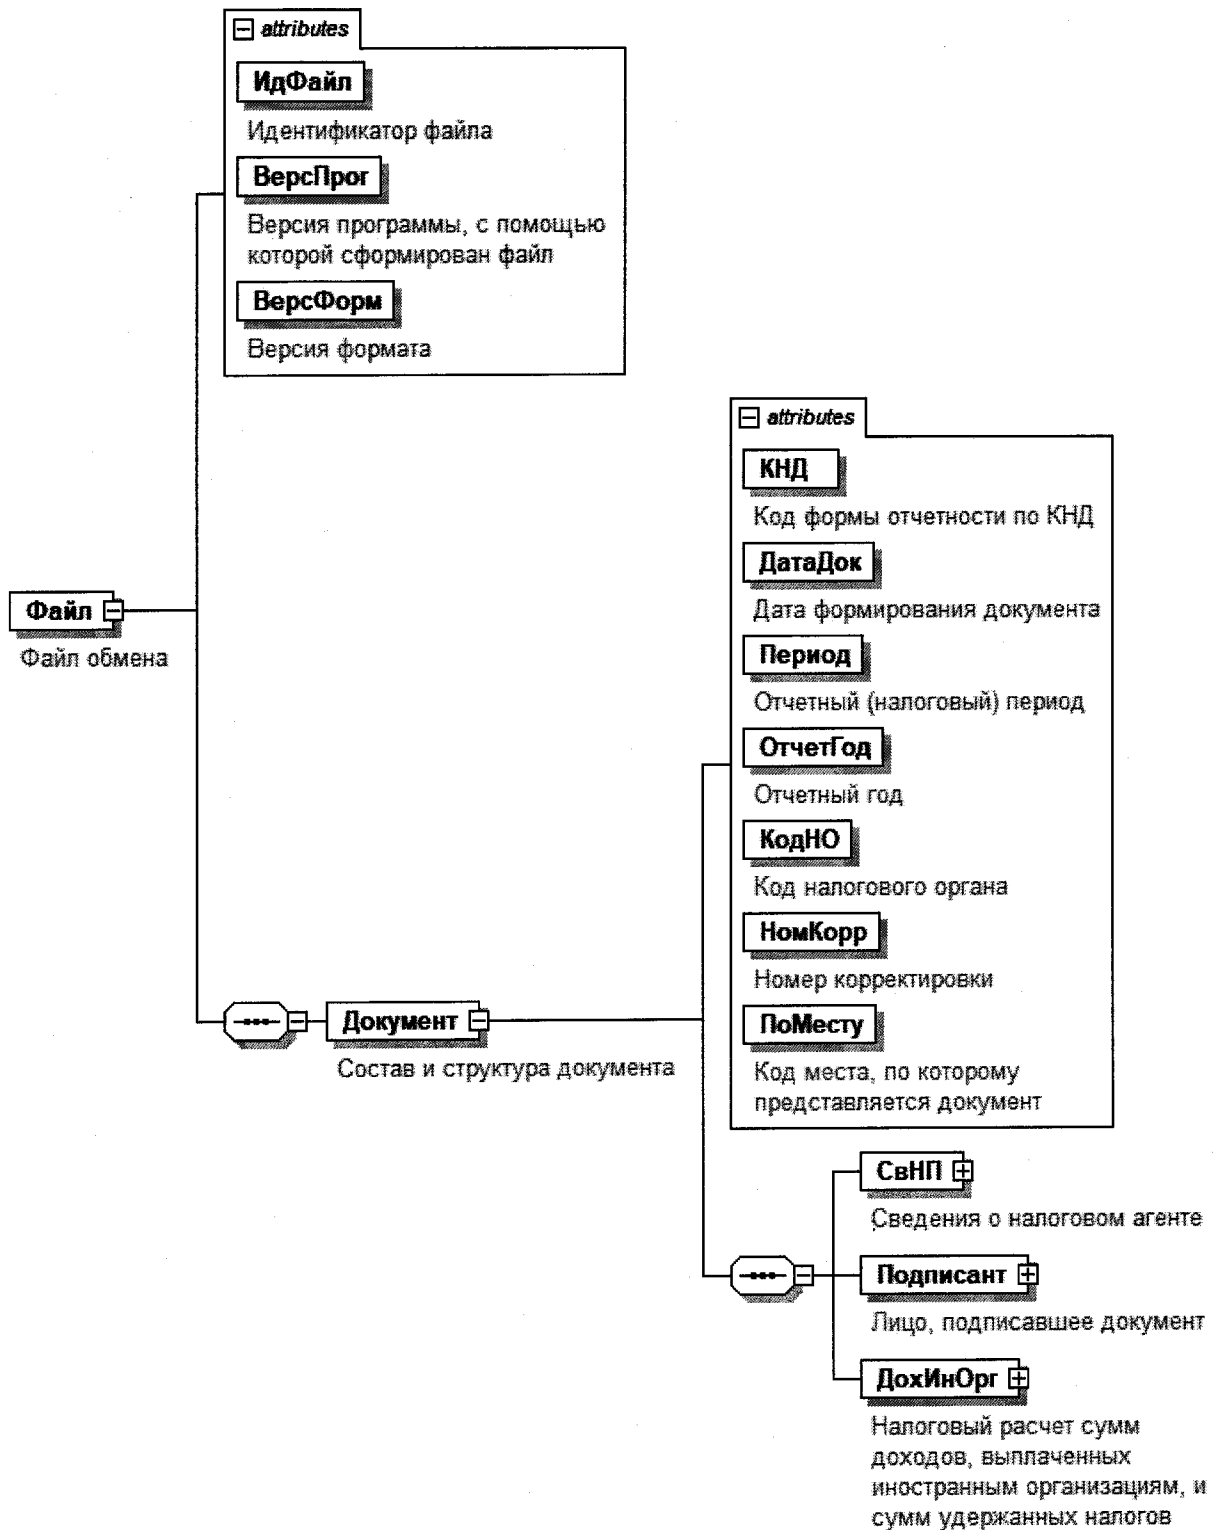 attributes
ИдФайл
Идентификатор файла
ВерсПрог
Версия программы, с помощью
которой сформирован файл
ВерсФорм
Версия формата
attributes
КНД
Код формы отчетности по КНД
ДатаДок
Дата формирования документа
Период
Отчетный (налоговый) период
ОтчетГод
Отчетный год
КодНО
Код налогового органа
НомКорр
Номер корректировки
ПоМесту
Код места, по которому
представляется документ
Файл
Файл обмена
Документ
Состав и структура документа
СвНП
Сведения о налоговом агенте
Подписант
Лицо, подписавшее документ
ДохИнОрг
Налоговый расчет сумм
доходов, выплаченных
иностранным организациям, и
сумм удержанных налогов